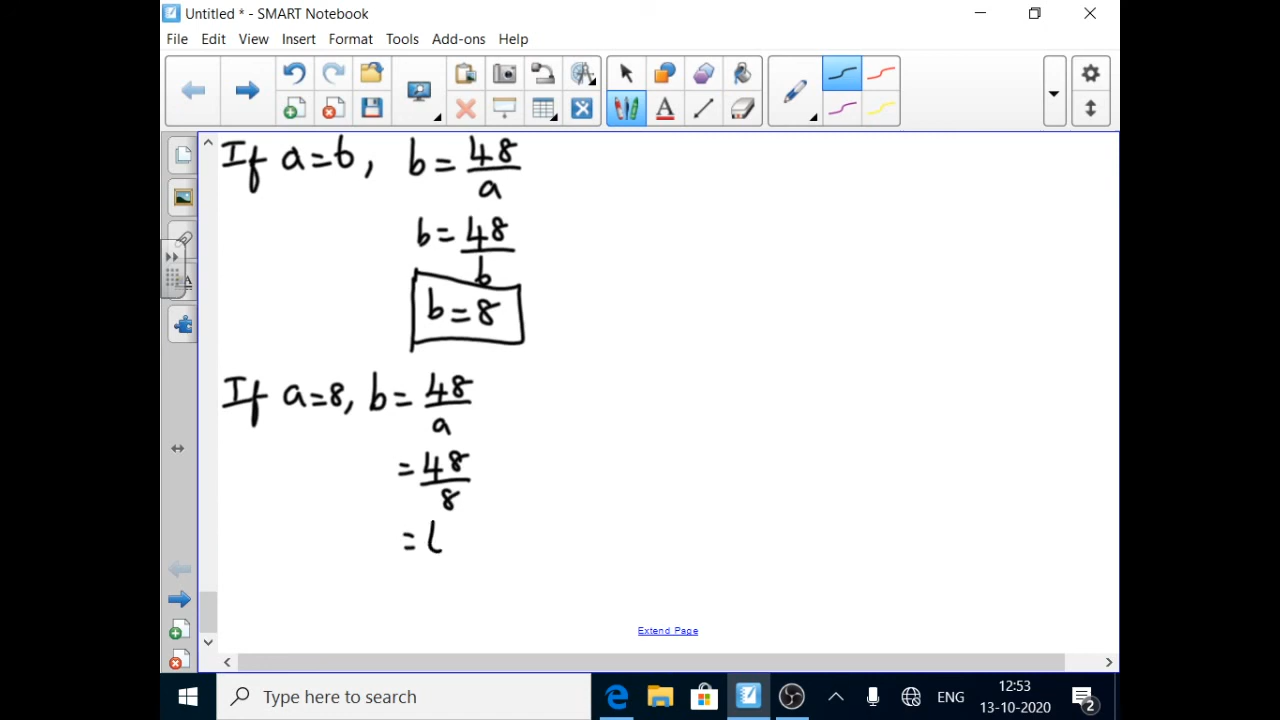 Untitled * - SMART Notebook
File Edit View Insert Format Tools Add-ons Help
If a=6, b = 48/a
b = 48/6
b = 8
If a=8, b = 48/a
= 48/8
=
Extend Page
Type here to search
ENG
12:53
13-10-2020
2